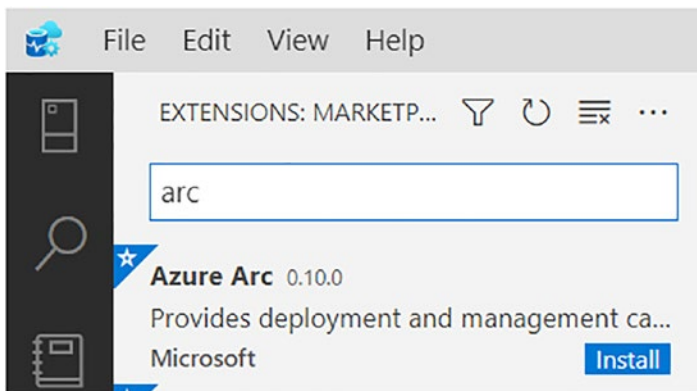 File Edit View Help
EXTENSIONS: MARKETP...
arc
Azure Arc 0.10.0
Provides deployment and management ca...
Microsoft Install